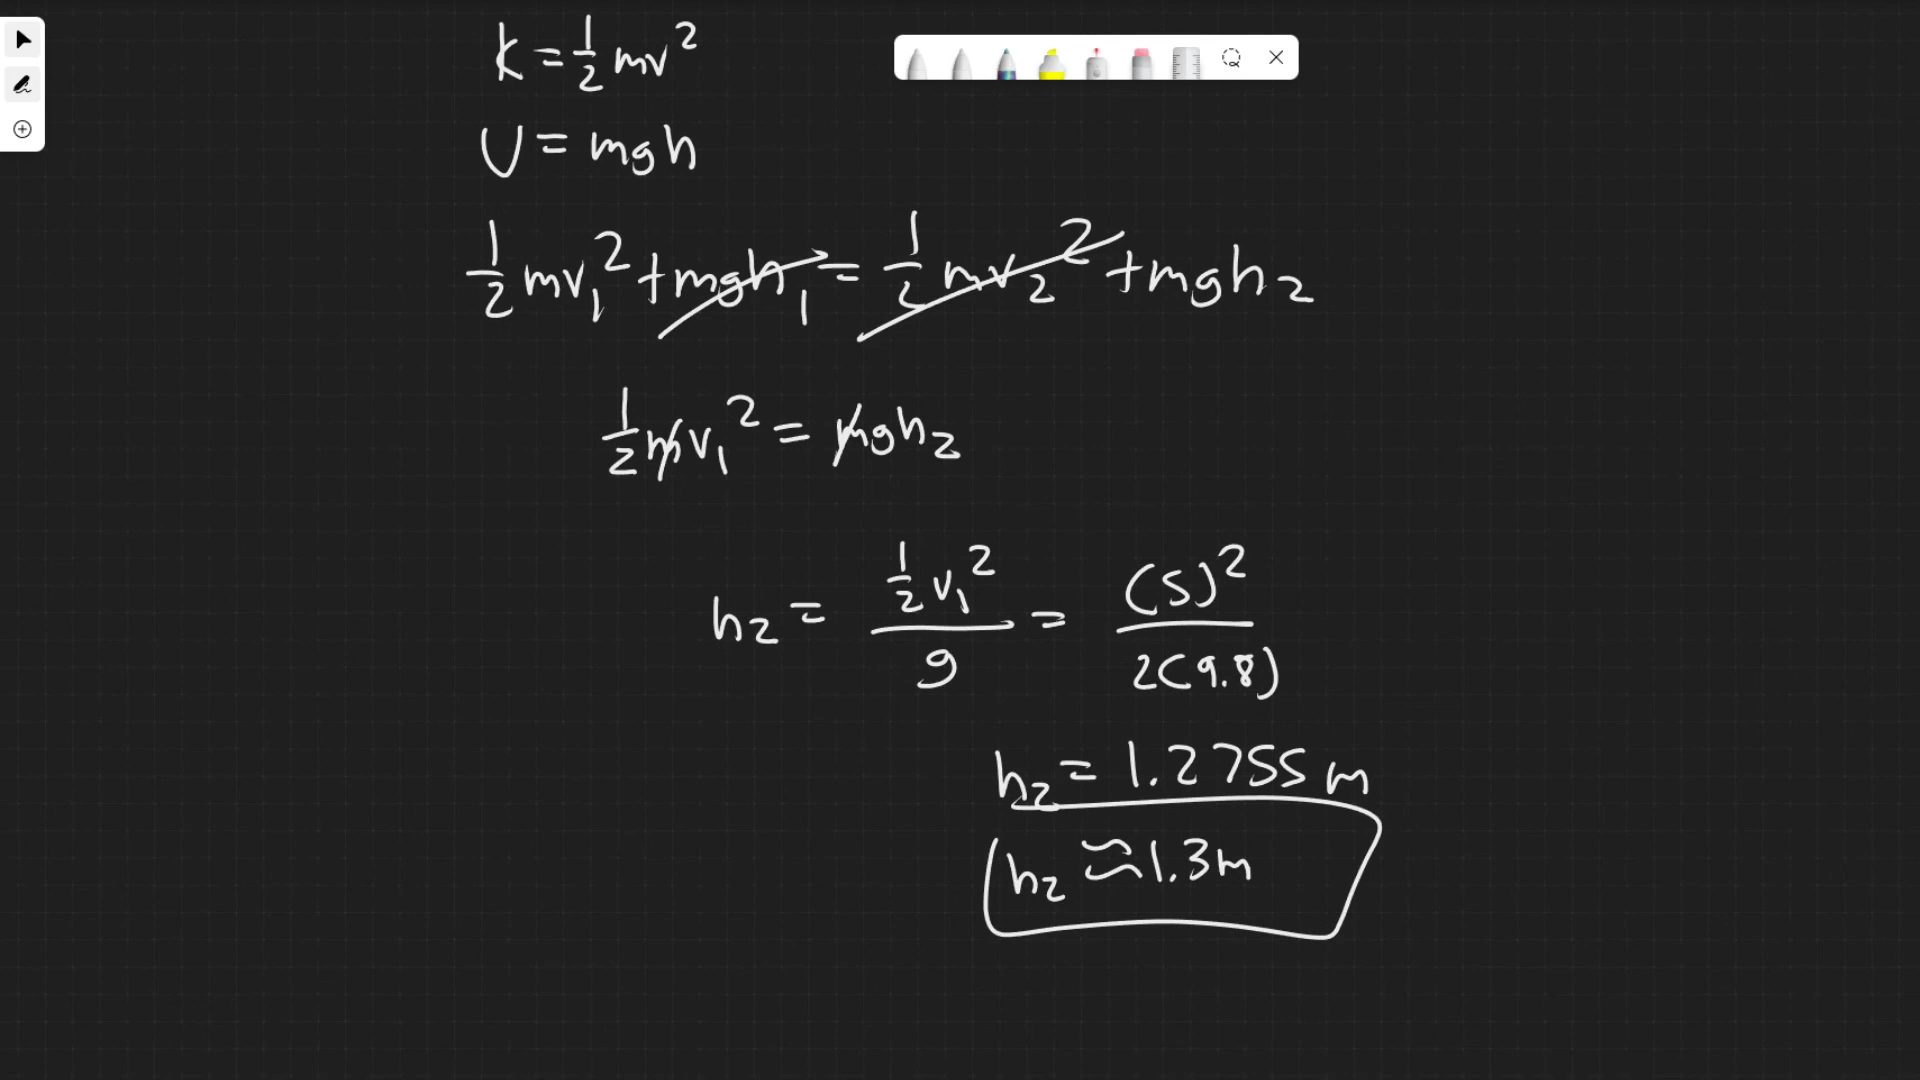 K = ½mv²
U = mgh
½mv₁² + mgh₁ = ½mv₂² + mgh₂
½mv₁² = mgh₂
h₂ = ½v₁² / g = (5)² / 2(9.8)
h₂ = 1.2755 m
h₂ ≈ 1.3m